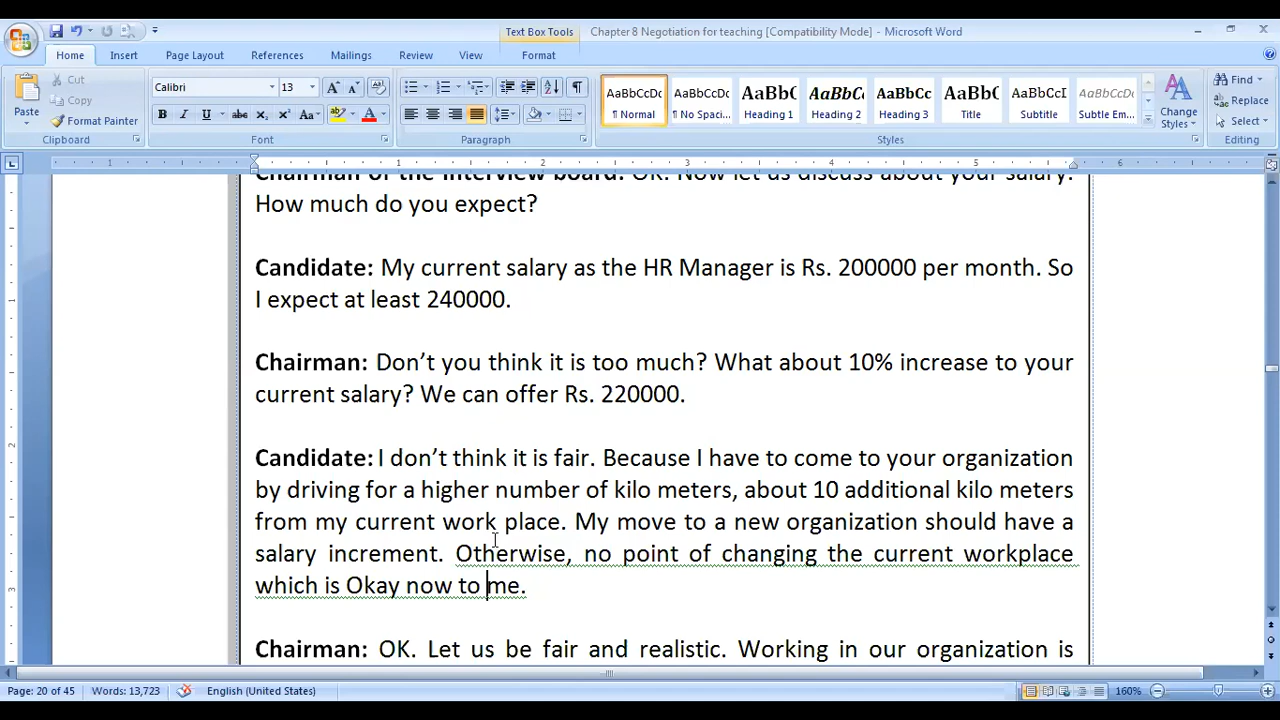 Text Box Tools
Chapter 8 Negotiation for teaching [Compatibility Mode] - Microsoft Word
Home Insert Page Layout References Mailings Review View Format
Paste
Cut
Copy
Format Painter
Clipboard
Calibri 13
Font
Paragraph
AaBbCcDc AaBbCcDc AaBbC AaBbCc AaBbCc AaBbC AaBbCcI AaBbCcDc
¶ Normal ¶ No Spaci... Heading 1 Heading 2 Heading 3 Title Subtitle Subtle Em...
Change Styles
Styles
Find
Replace
Select
Editing
Chairman of the interview board: OK. Now let us discuss about your salary.
How much do you expect?
Candidate: My current salary as the HR Manager is Rs. 200000 per month. So
I expect at least 240000.
Chairman: Don’t you think it is too much? What about 10% increase to your
current salary? We can offer Rs. 220000.
Candidate: I don’t think it is fair. Because I have to come to your organization
by driving for a higher number of kilo meters, about 10 additional kilo meters
from my current work place. My move to a new organization should have a
salary increment. Otherwise, no point of changing the current workplace
which is Okay now to me.
Chairman: OK. Let us be fair and realistic. Working in our organization is
Page: 20 of 45 Words: 13,723 English (United States) 160%